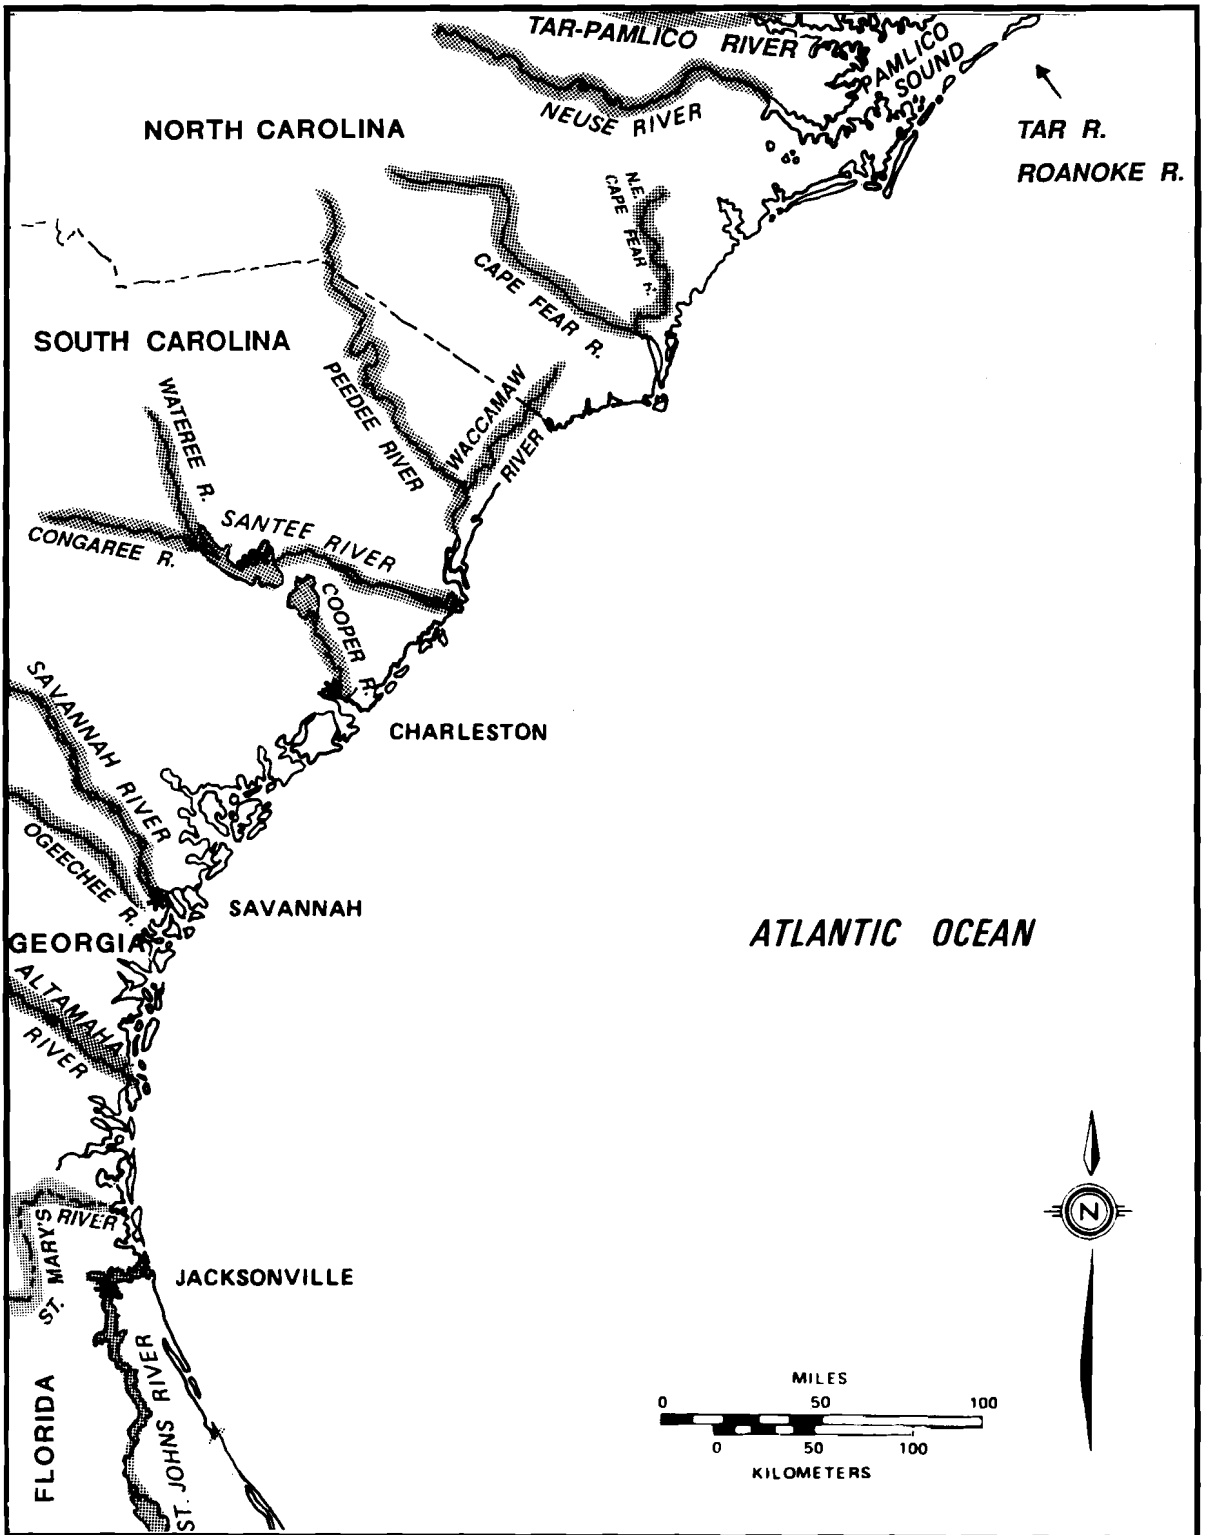 TAR-PAMLICO RIVER
PAMLICO
SOUND
NEUSE RIVER
NORTH CAROLINA
TAR R.
ROANOKE R.
N.E.
CAPE FEAR R.
CAPE FEAR R.
SOUTH CAROLINA
PEEDEE RIVER
WACCAMAW
RIVER
WATEREE R.
SANTEE RIVER
CONGAREE R.
COOPER R.
SAVANNAH RIVER
CHARLESTON
OGEECHEE R.
SAVANNAH
GEORGIA
ATLANTIC OCEAN
ALTAMAHA
RIVER
N
ST. MARY'S
RIVER
JACKSONVILLE
FLORIDA
ST. JOHNS RIVER
MILES
0 50 100
0 50 100
KILOMETERS